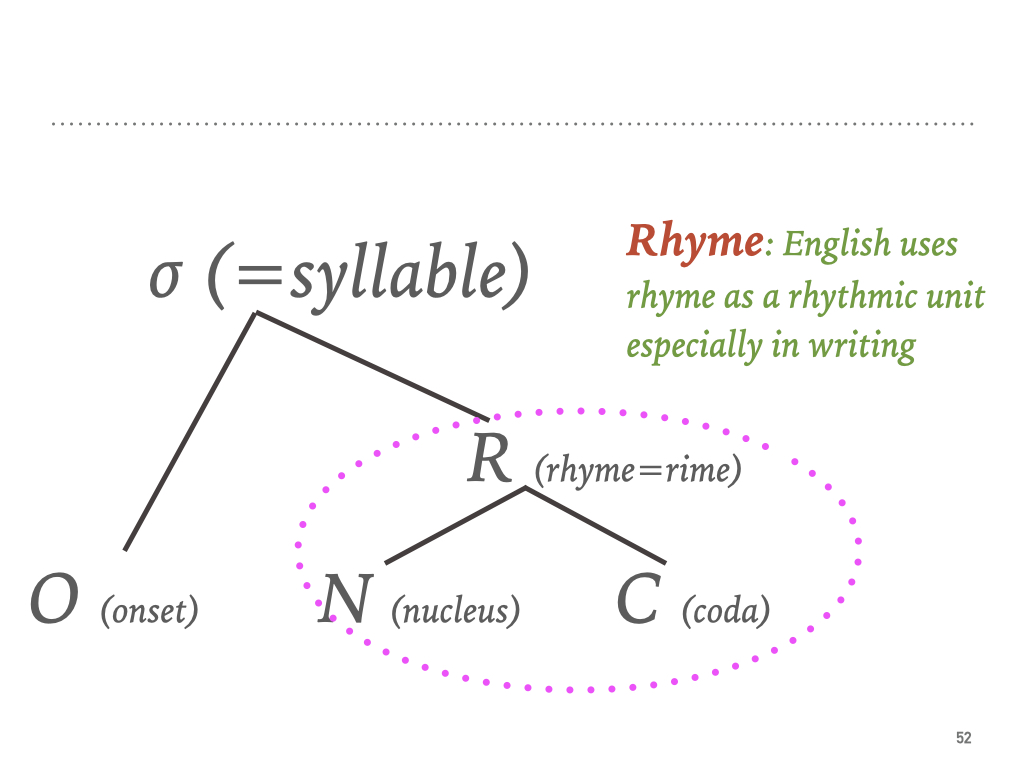 σ (=syllable)
Rhyme: English uses
rhyme as a rhythmic unit
especially in writing
R (rhyme=rime)
O (onset)
N (nucleus)
C (coda)
52